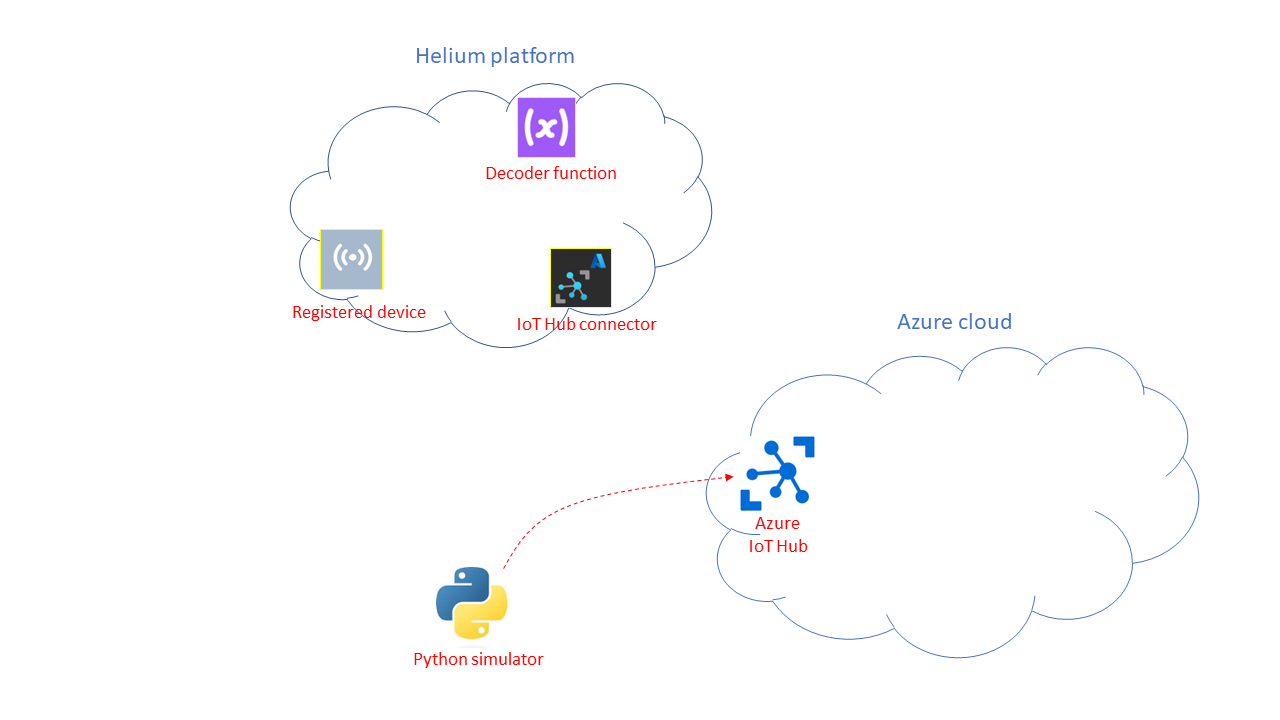 Helium platform
(x)
Decoder function
Registered device
IoT Hub connector
Azure cloud
Azure
IoT Hub
Python simulator